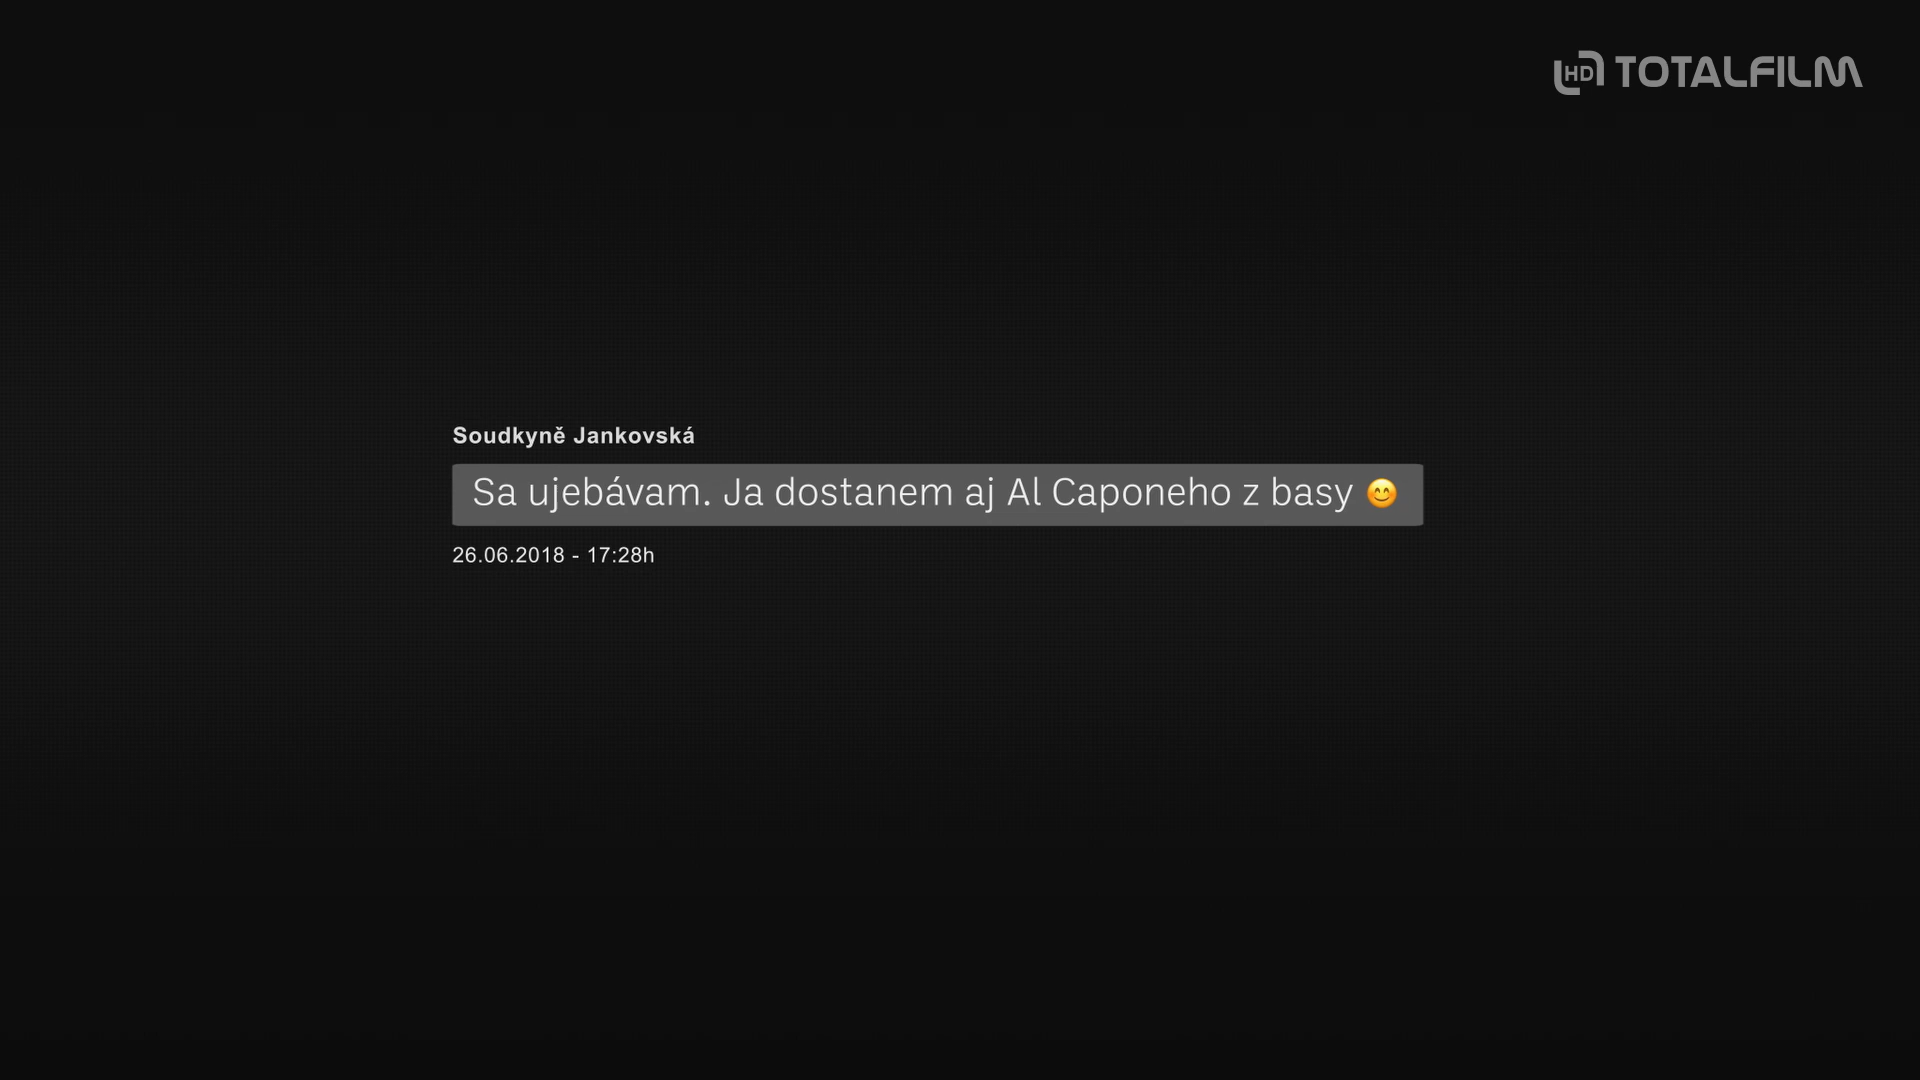 HD TOTALFILM
Soudkyně Jankovská
Sa ujebávam. Ja dostanem aj Al Caponeho z basy 😊
26.06.2018 - 17:28h